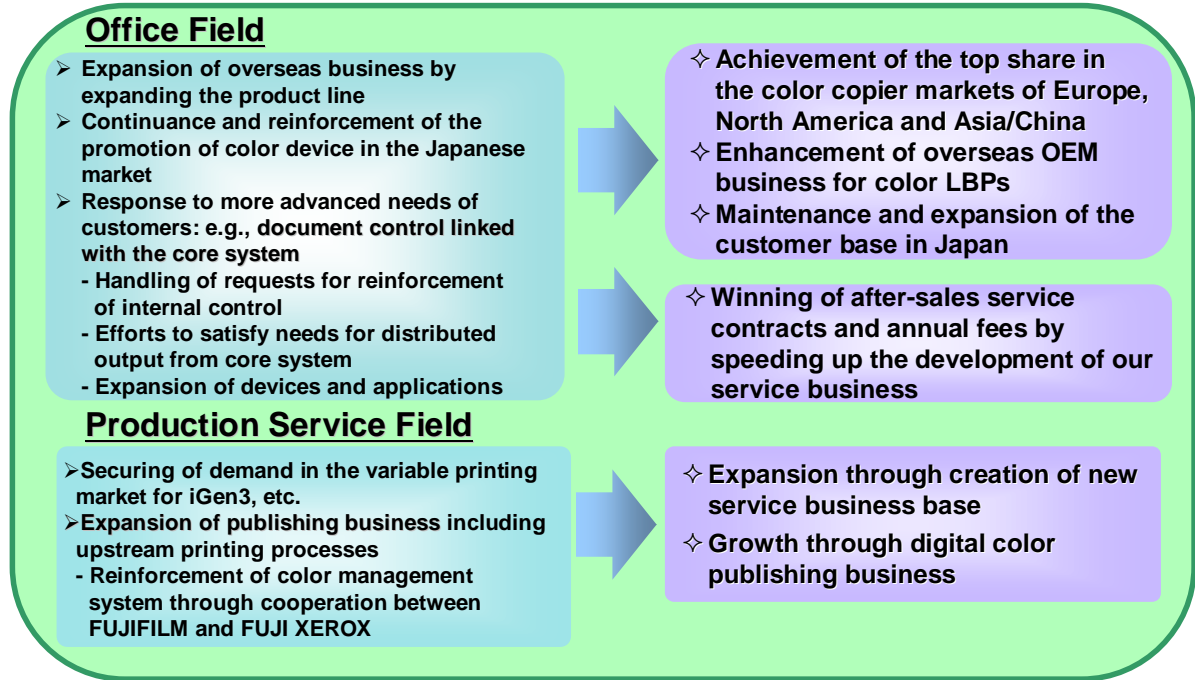 Office Field
➢ Expansion of overseas business by
expanding the product line
➢ Continuance and reinforcement of the
promotion of color device in the Japanese
market
➢ Response to more advanced needs of
customers: e.g., document control linked
with the core system
- Handling of requests for reinforcement
of internal control
- Efforts to satisfy needs for distributed
output from core system
- Expansion of devices and applications
✧ Achievement of the top share in
the color copier markets of Europe,
North America and Asia/China
✧ Enhancement of overseas OEM
business for color LBPs
✧ Maintenance and expansion of the
customer base in Japan
✧ Winning of after-sales service
contracts and annual fees by
speeding up the development of our
service business
Production Service Field
➢Securing of demand in the variable printing
market for iGen3, etc.
➢Expansion of publishing business including
upstream printing processes
- Reinforcement of color management
system through cooperation between
FUJIFILM and FUJI XEROX
✧ Expansion through creation of new
service business base
✧ Growth through digital color
publishing business